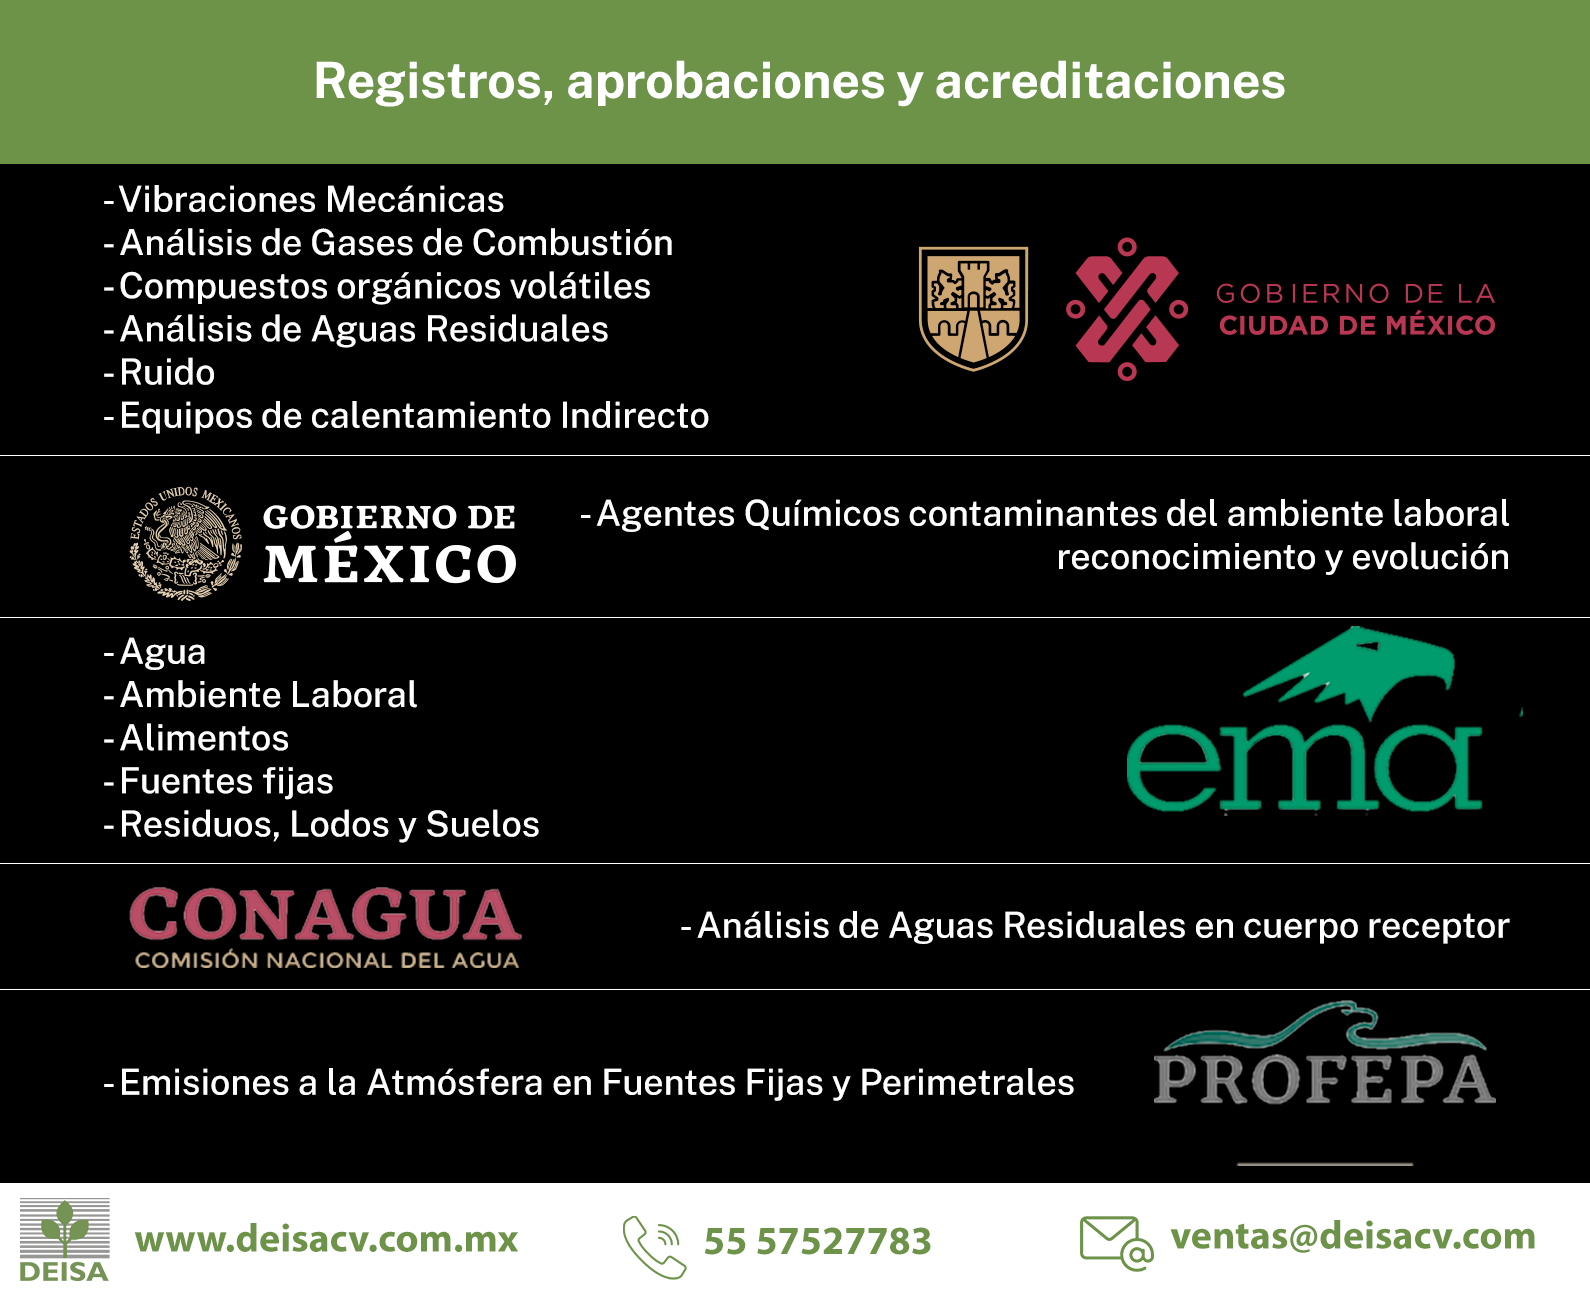 Registros, aprobaciones y acreditaciones
- Vibraciones Mecánicas
- Análisis de Gases de Combustión
- Compuestos orgánicos volátiles
- Análisis de Aguas Residuales
- Ruido
- Equipos de calentamiento Indirecto
GOBIERNO DE LA
CIUDAD DE MÉXICO
ESTADOS UNIDOS MEXICANOS
GOBIERNO DE
MÉXICO
- Agentes Químicos contaminantes del ambiente laboral
reconocimiento y evolución
- Agua
- Ambiente Laboral
- Alimentos
- Fuentes fijas
- Residuos, Lodos y Suelos
ema
CONAGUA
COMISIÓN NACIONAL DEL AGUA
- Análisis de Aguas Residuales en cuerpo receptor
- Emisiones a la Atmósfera en Fuentes Fijas y Perimetrales
PROFEPA
DEISA
www.deisacv.com.mx
55 57527783
ventas@deisacv.com